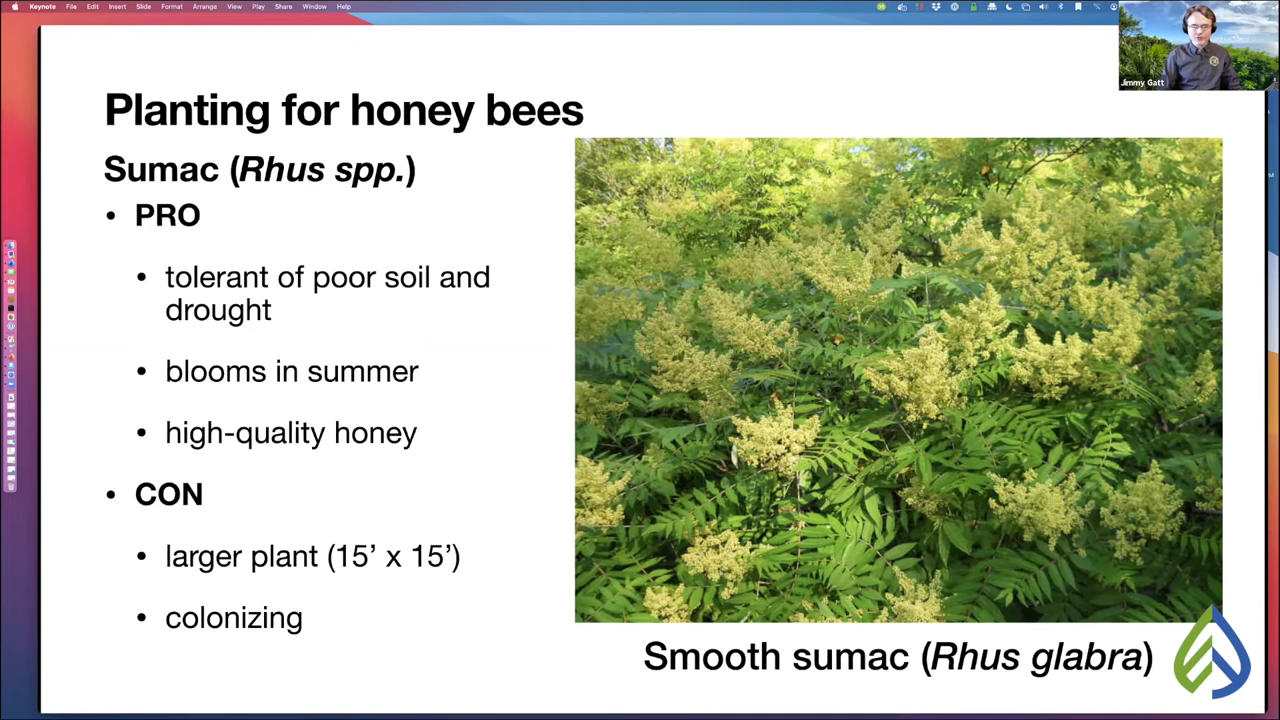 Keynote File Edit Insert Slide Format Arrange View Play Share Window Help
Jimmy Gatt
Planting for honey bees
Sumac (Rhus spp.)
• PRO
• tolerant of poor soil and
drought
• blooms in summer
• high-quality honey
• CON
• larger plant (15’ x 15’)
• colonizing
Smooth sumac (Rhus glabra)